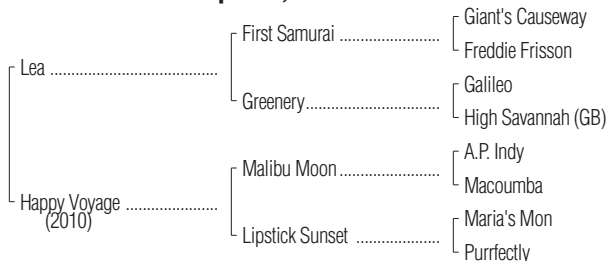 Giant's Causeway
First Samurai ....................
Freddie Frisson
Lea ..................................
Galileo
Greenery...........................
High Savannah (GB)
A.P. Indy
Malibu Moon....................
Macoumba
Happy Voyage ...................
(2010)
Maria's Mon
Lipstick Sunset .................
Purrfectly